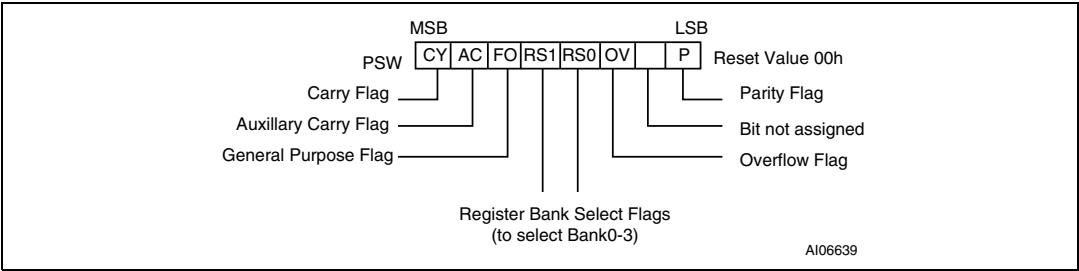 MSB LSB
PSW CY AC FO RS1 RS0 OV P Reset Value 00h
Carry Flag Parity Flag
Auxillary Carry Flag Bit not assigned
General Purpose Flag Overflow Flag
Register Bank Select Flags
(to select Bank0-3)
AI06639